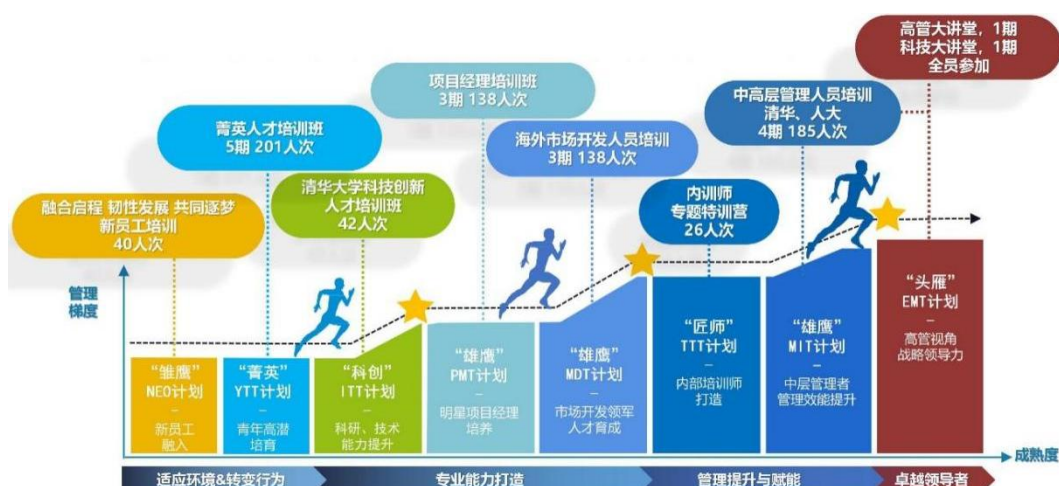 高管大讲堂，1期
科技大讲堂，1期
全员参加
项目经理培训班
3期 138人次
中高层管理人员培训
清华、人大
4期 185人次
菁英人才培训班
5期 201人次
海外市场开发人员培训
3期 138人次
清华大学科技创新
人才培训班
42人次
内训师
专题特训营
26人次
融合启程 韧性发展 共同逐梦
新员工培训
40人次
管理
梯度
“雏鹰”
NEO计划
–
新员工
融入
“菁英”
YTT计划
–
青年高潜
培育
“科创”
ITT计划
–
科研、技术
能力提升
“雄鹰”
PMT计划
–
明星项目经理
培养
“雄鹰”
MDT计划
–
市场开发领军
人才育成
“匠师”
TTT计划
–
内部培训师
打造
“雄鹰”
MIT计划
–
中层管理者
管理效能提升
“头雁”
EMT计划
–
高管视角
战略领导力
成熟度
适应环境&转变行为
专业能力打造
管理提升与赋能
卓越领导者